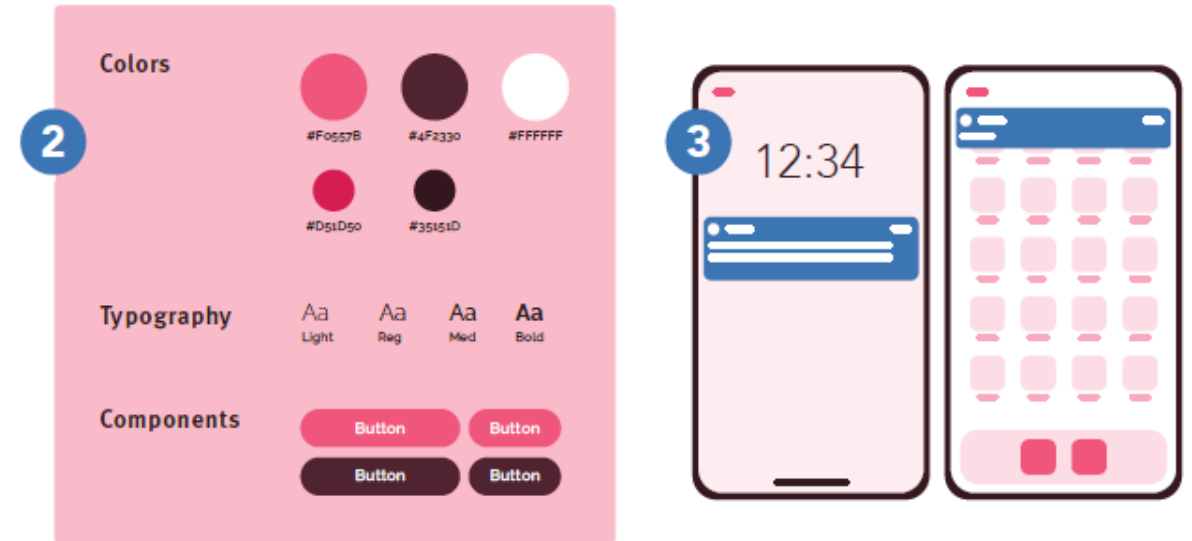 Colors
2
#F0557B #4F2330 #FFFFFF
#D51D50 #35151D
Typography
Aa Aa Aa Aa
Light Reg Med Bold
Components
Button Button
Button Button
3
12:34